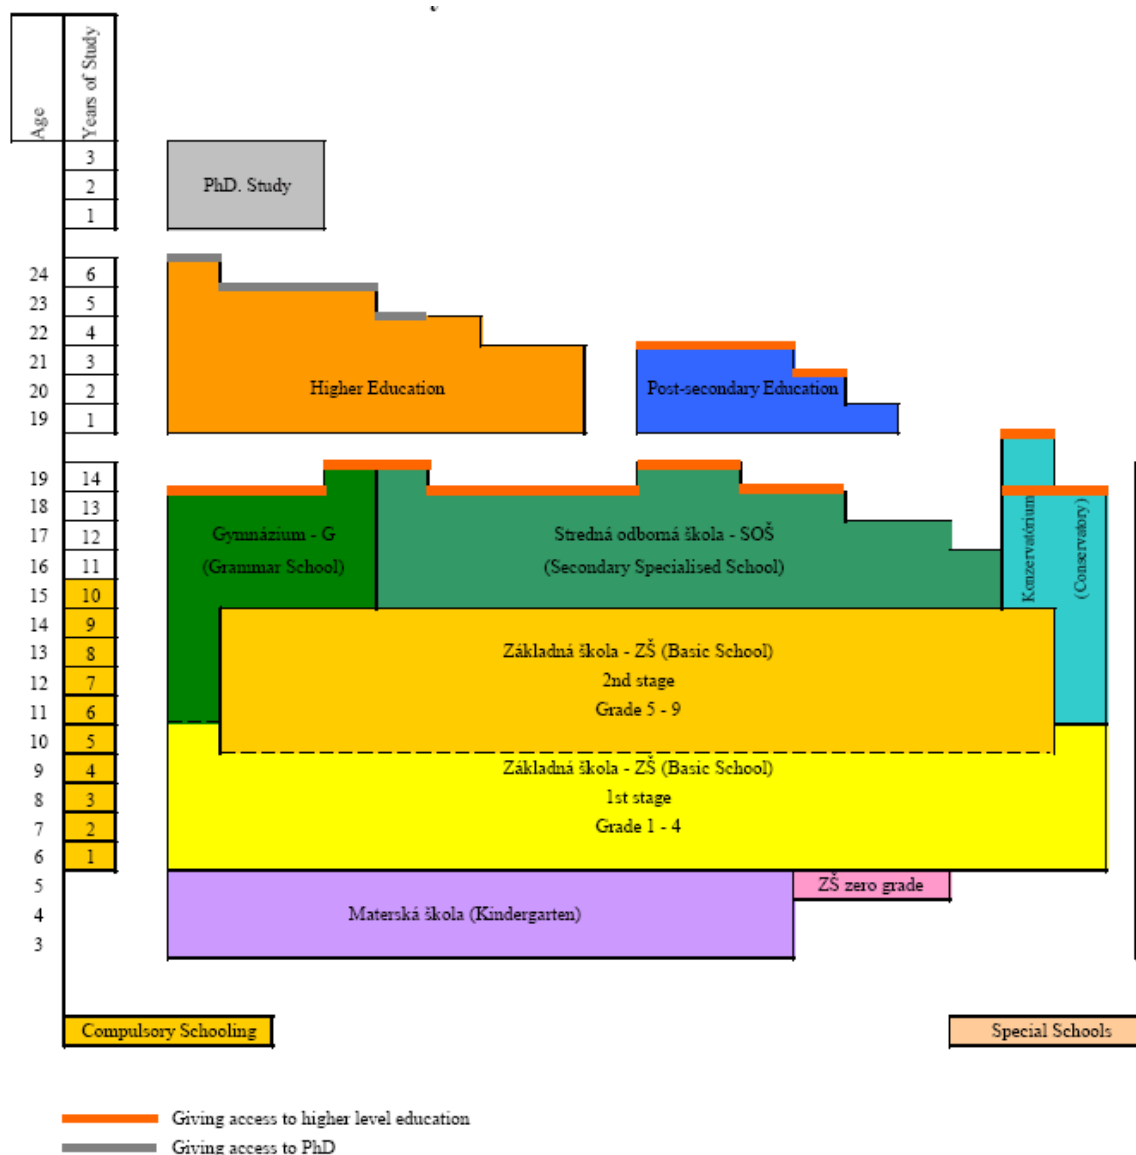 Age
Years of Study
3
2
PhD. Study
1
24 6
23 5
22 4
21 3
20 2
Higher Education
Post-secondary Education
19 1
19 14
18 13
17 12
Gymnázium - G
Stredná odborná škola - SOŠ
16 11
(Grammar School)
(Secondary Specialised School)
Konzervatórium
(Conservatory)
15 10
14 9
13 8
Základná škola - ZŠ (Basic School)
12 7
2nd stage
11 6
Grade 5 - 9
10 5
9 4
Základná škola - ZŠ (Basic School)
8 3
1st stage
7 2
Grade 1 - 4
6 1
5
ZŠ zero grade
4
Materská škola (Kindergarten)
3
Compulsory Schooling
Special Schools
Giving access to higher level education
Giving access to PhD